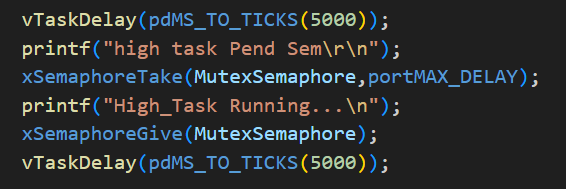 vTaskDelay(pdMS_TO_TICKS(5000));
printf("high task Pend Sem\r\n");
xSemaphoreTake(MutexSemaphore,portMAX_DELAY);
printf("High_Task Running...\n");
xSemaphoreGive(MutexSemaphore);
vTaskDelay(pdMS_TO_TICKS(5000));